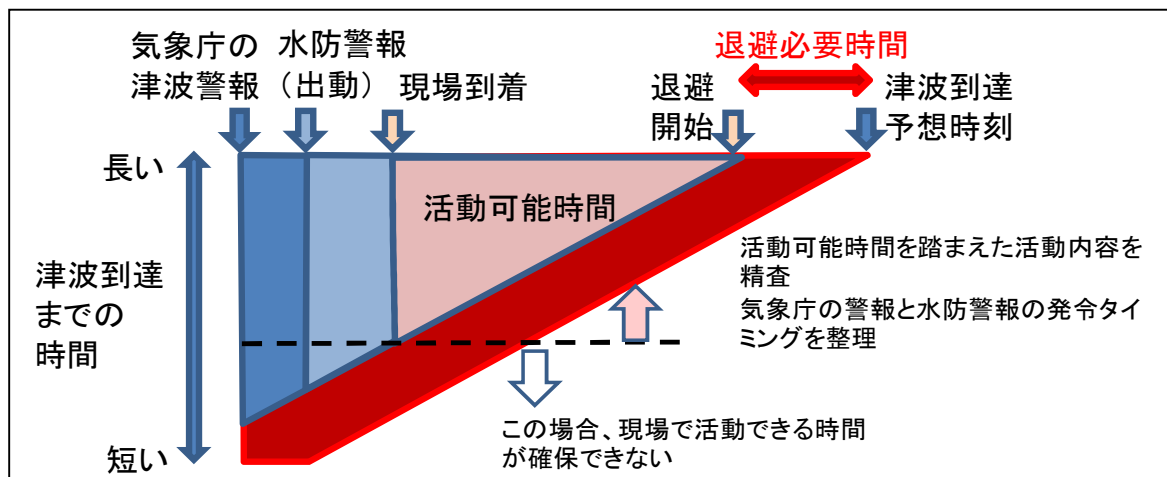 気象庁の
津波警報
水防警報
（出動）
現場到着
退避
開始
退避必要時間
津波到達
予想時刻
長い
活動可能時間
津波到達
までの
時間
活動可能時間を踏まえた活動内容を
精査
気象庁の警報と水防警報の発令タイ
ミングを整理
この場合、現場で活動できる時間
が確保できない
短い